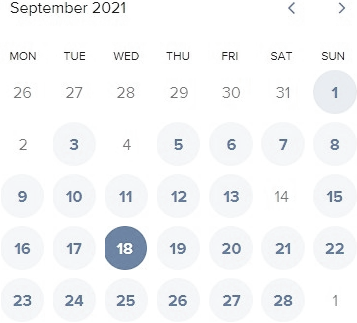 September 2021
MON TUE WED THU FRI SAT SUN
26 27 28 29 30 31 1
2 3 4 5 6 7 8
9 10 11 12 13 14 15
16 17 18 19 20 21 22
23 24 25 26 27 28 1